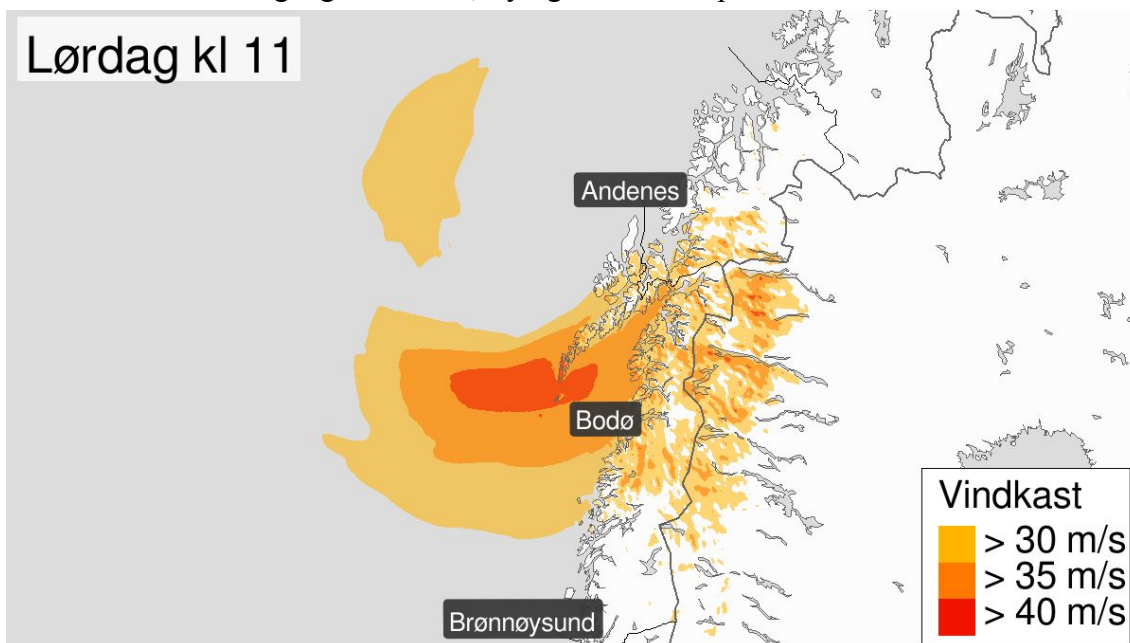 Lørdag kl 11
Andenes
Bodø
Brønnøysund
Vindkast
> 30 m/s
> 35 m/s
> 40 m/s